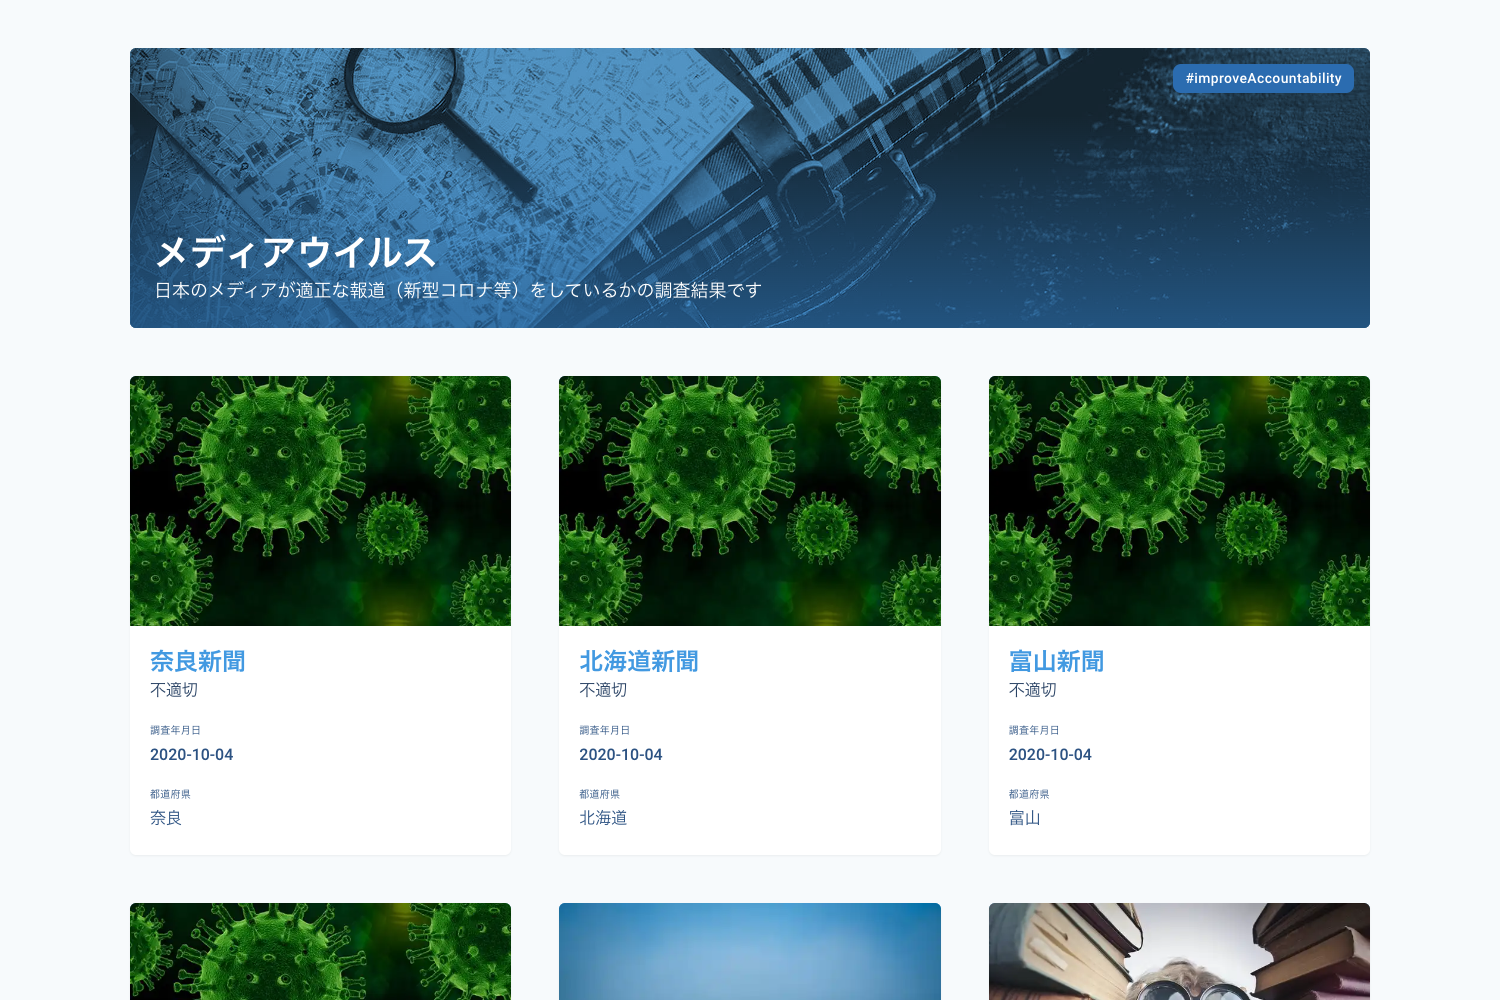 #improveAccountability
メディアウイルス
日本のメディアが適正な報道（新型コロナ等）をしているかの調査結果です
奈良新聞
不適切
調査年月日
2020-10-04
都道府県
奈良
北海道新聞
不適切
調査年月日
2020-10-04
都道府県
北海道
富山新聞
不適切
調査年月日
2020-10-04
都道府県
富山